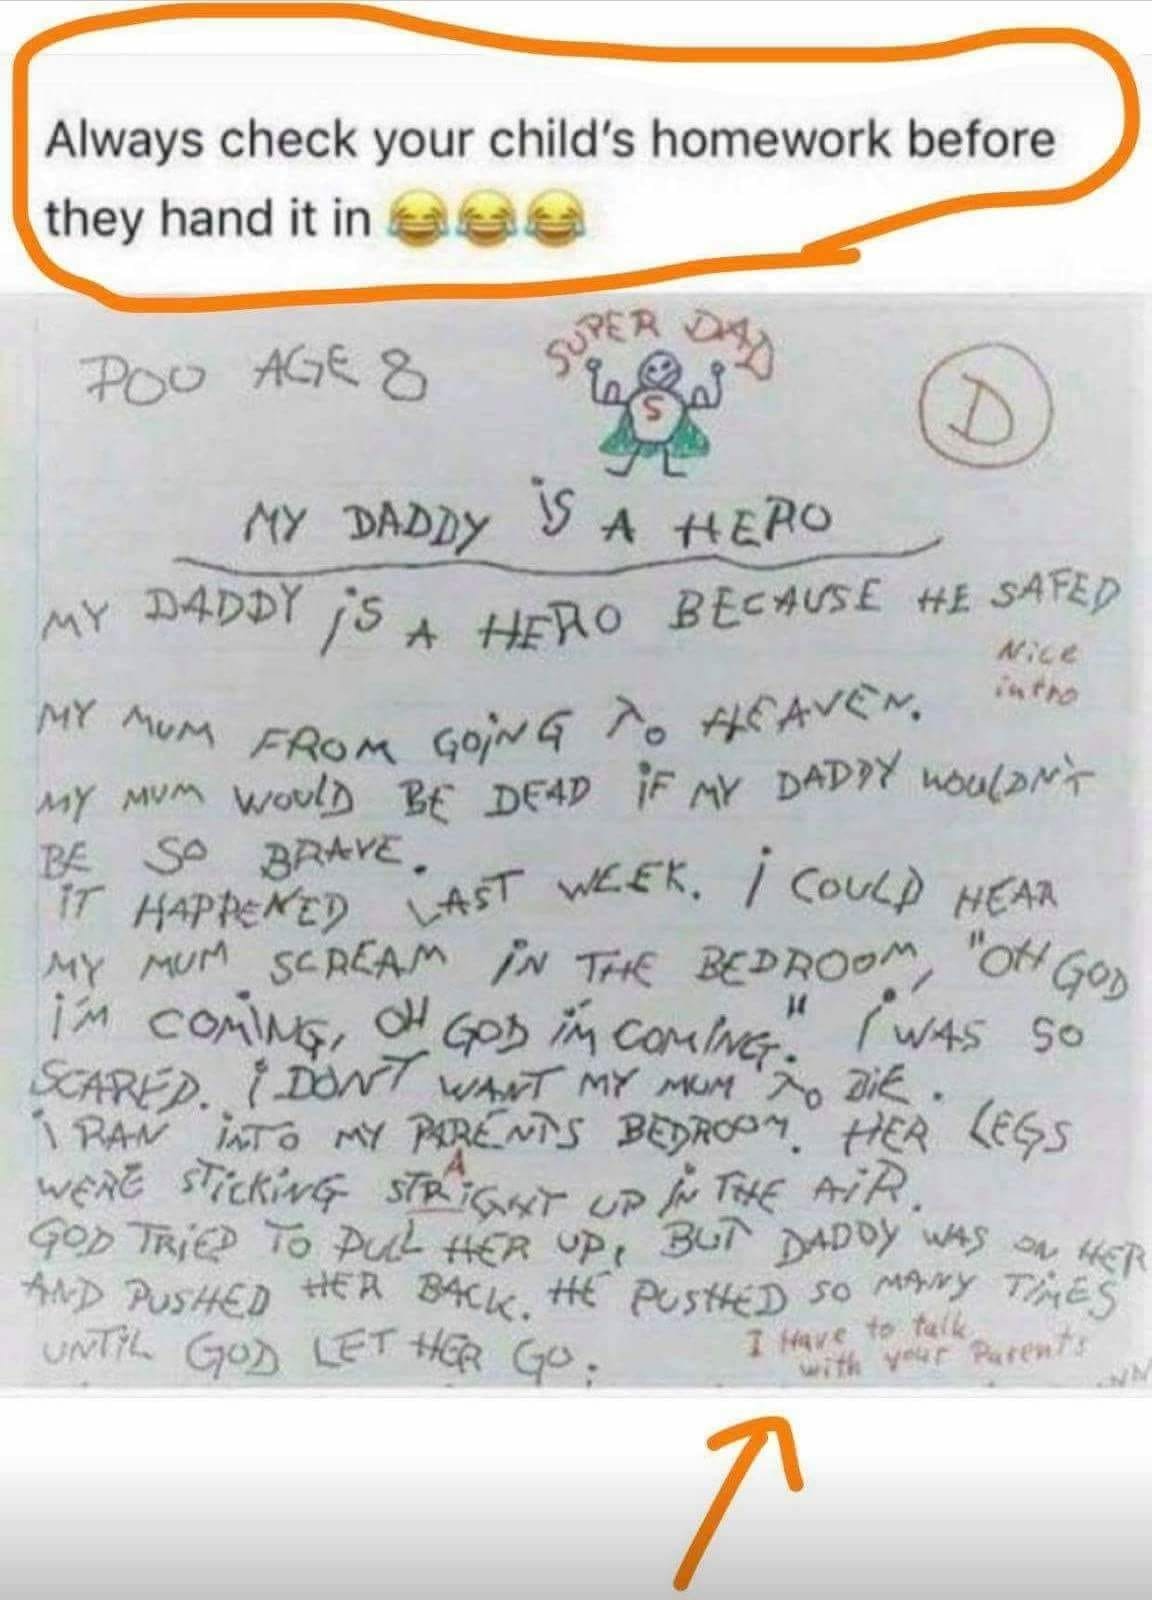 Always check your child's homework before
they hand it in 😂😂😂
SUPER DAD
POO AGE 8
S
D
MY DADDY iS A HERO
MY DADDY iS A HERO BECAUSE HE SAFED
Nice
intro
MY MUM FROM GOiNG TO HEAVEN.
MY MUM WOULD BE DEAD iF MY DADDY WOULDN'T
BE SO BRAVE.
iT HAPPENED LAST WEEK. i COULD HEAR
MY MUM SCREAM iN THE BEDROOM, "OH GOD
i'M COMiNG, OH GOD i'M COMiNG." i WAS SO
SCARED. i DON'T WANT MY MUM TO DiE.
i RAN iNTO MY PARENTS BEDROOM. HER LEGS
A
WERE STiCKiNG STRiGHT UP iN THE AiR.
GOD TRiED TO PULL HER UP, BUT DADDY WAS ON HER
AND PUSHED HER BACK. HE PUSHED SO MANY TiMES
UNTiL GOD LET HER GO.
I Have to talk
with your Parents